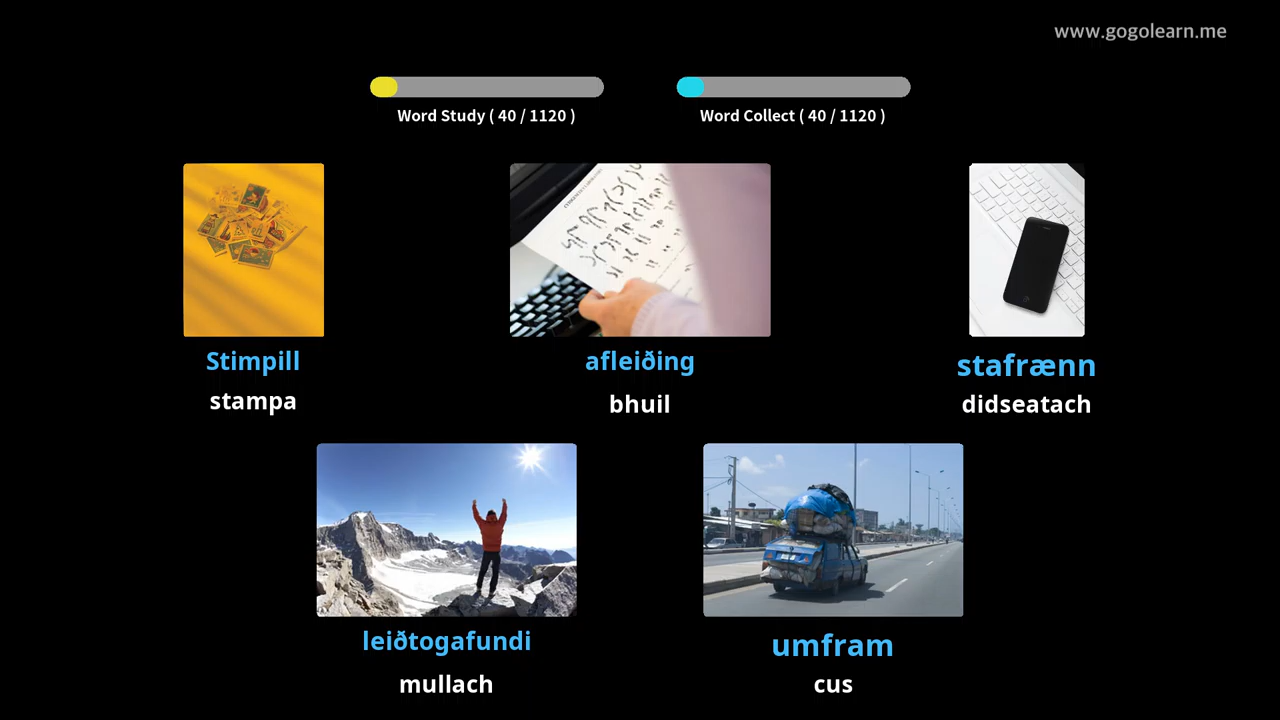 www.gogolearn.me
Word Study ( 40 / 1120 )
Word Collect ( 40 / 1120 )
Stimpill
stampa
afleiðing
bhuil
stafrænn
didseatach
leiðtogafundi
mullach
umfram
cus